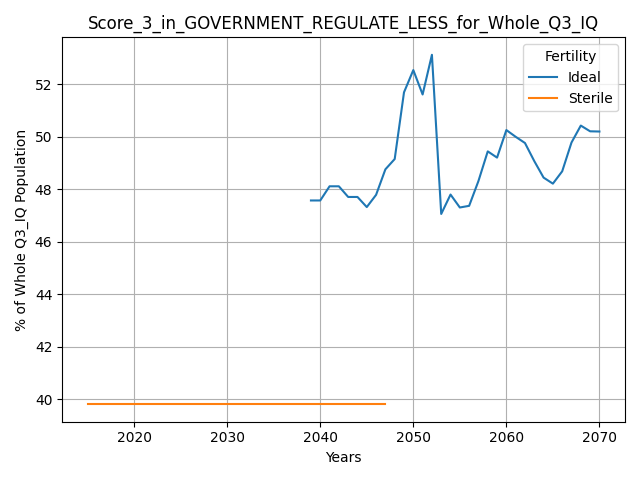 Score_3_in_GOVERNMENT_REGULATE_LESS_for_Whole_Q3_IQ
Fertility
Ideal
Sterile
% of Whole Q3_IQ Population
52
50
48
46
44
42
40
2020 2030 2040 2050 2060 2070
Years